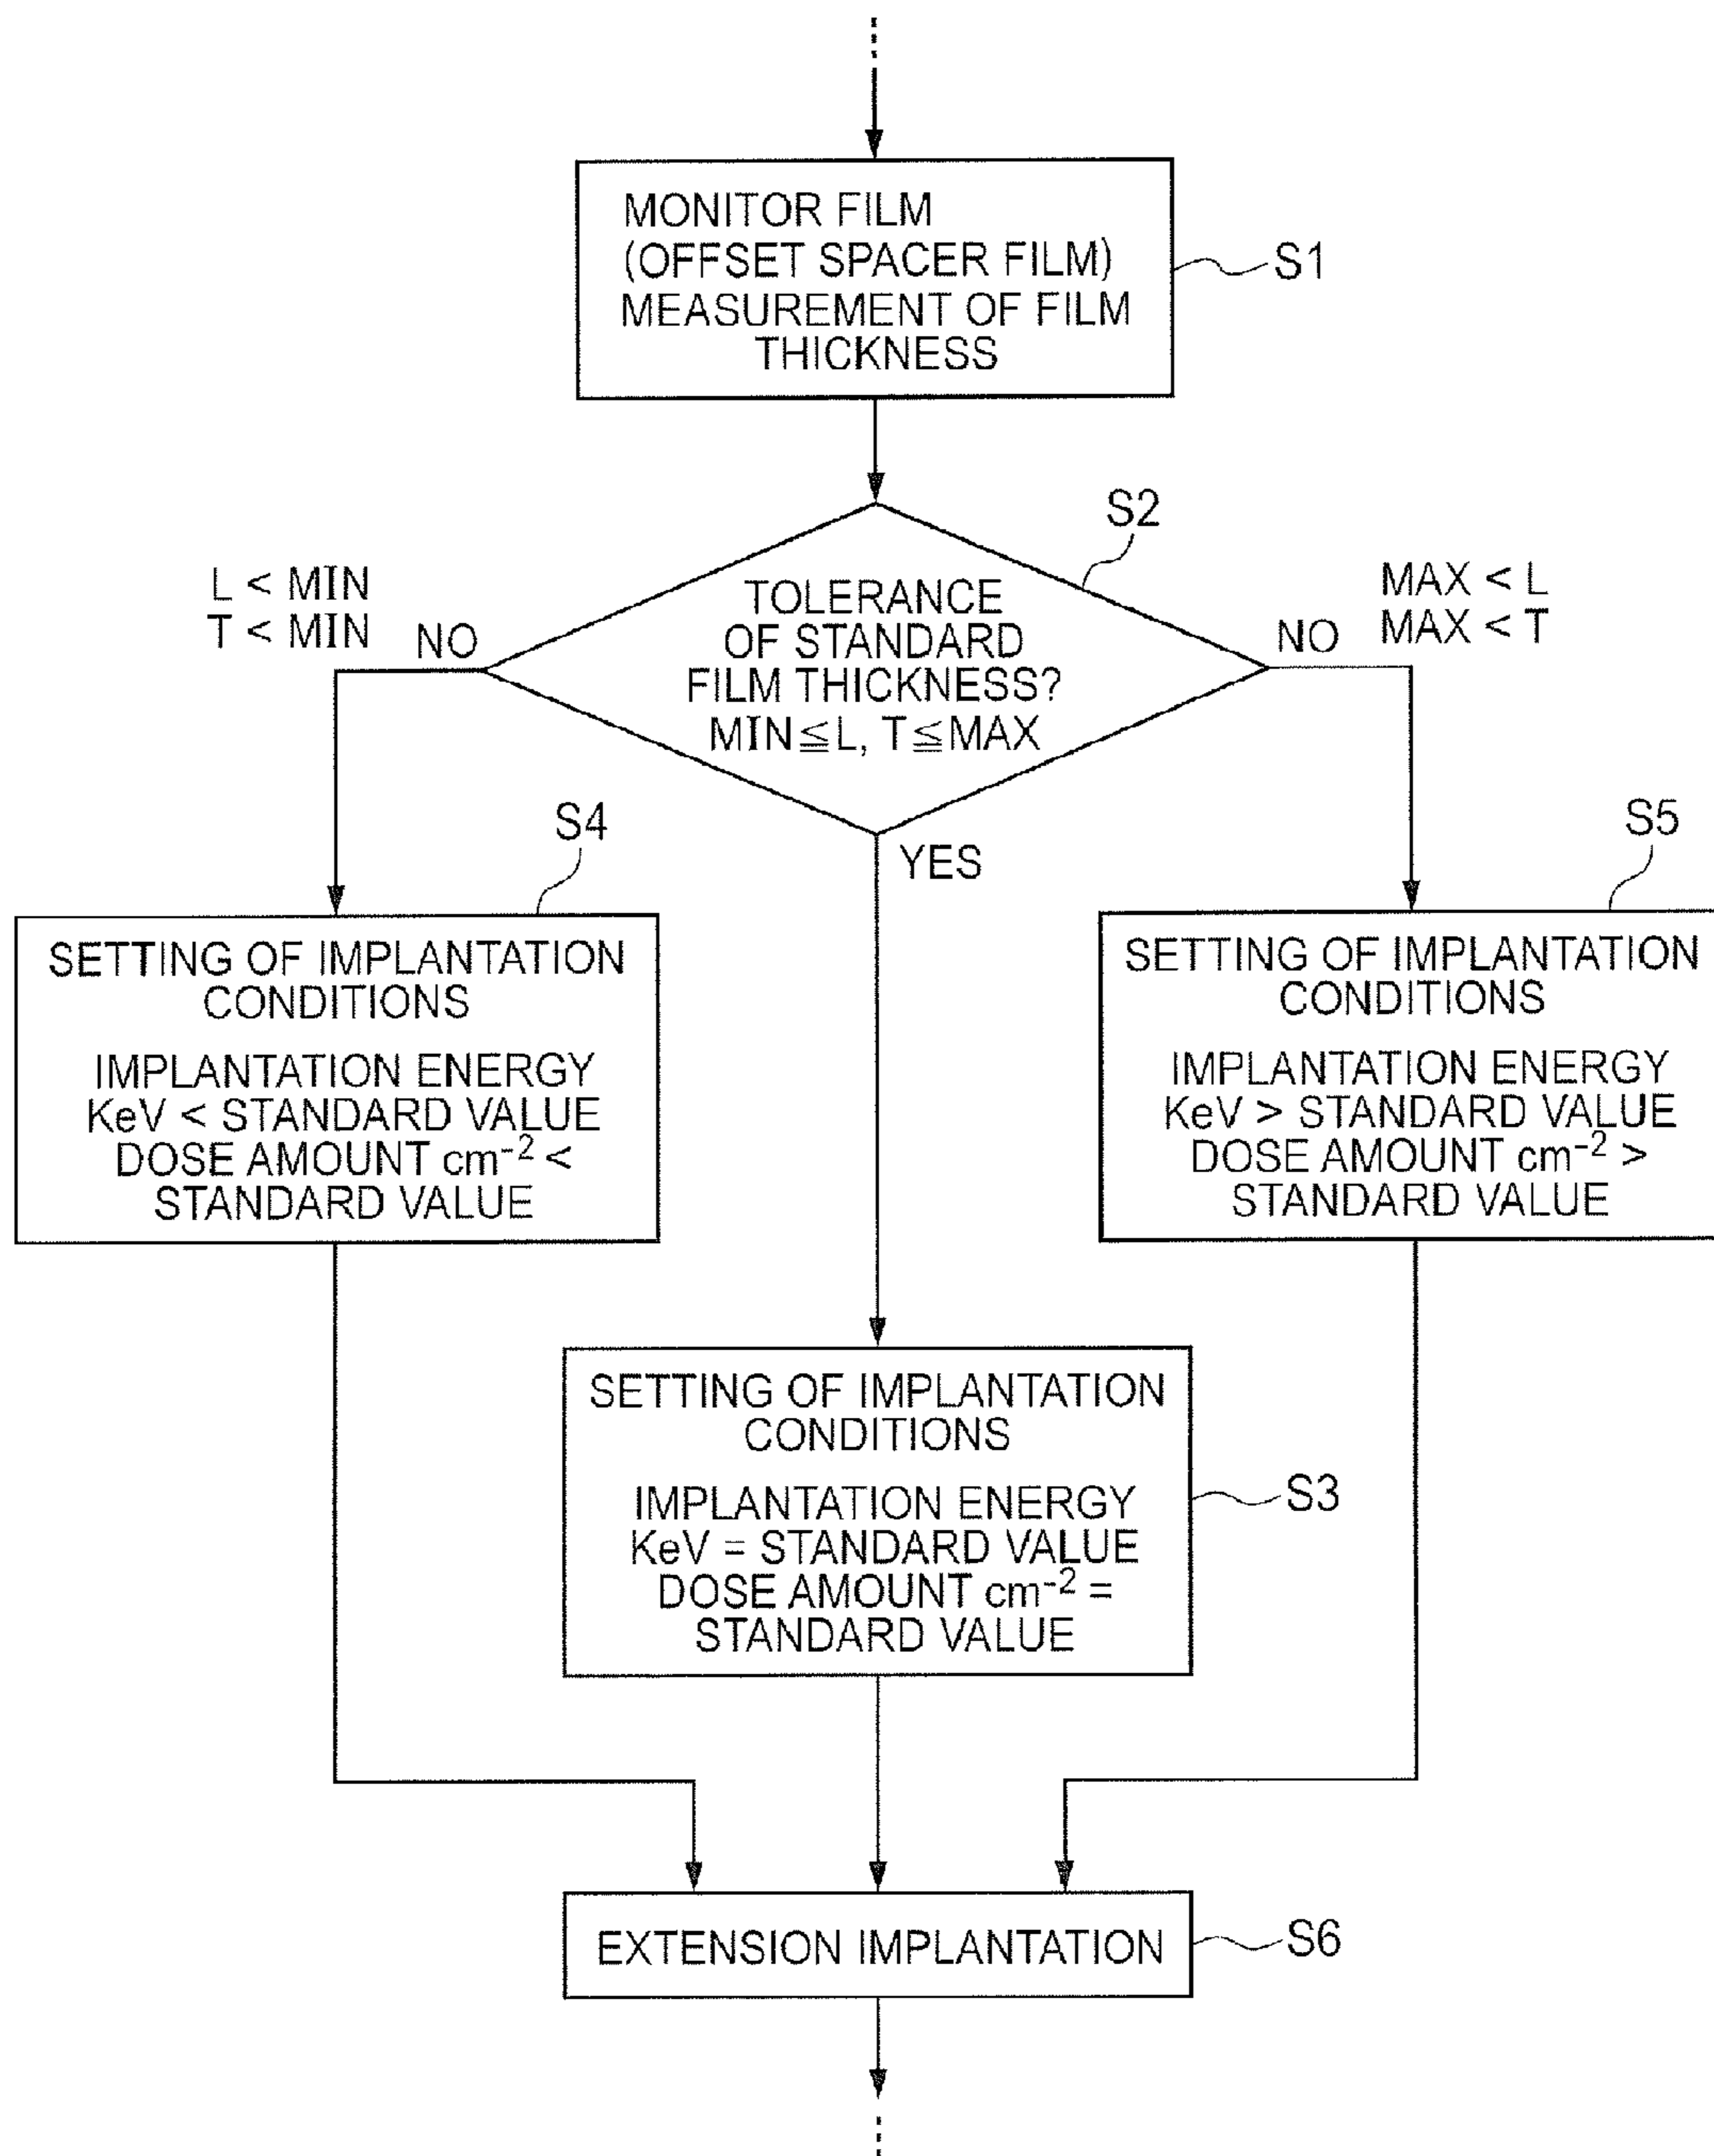 MONITOR FILM
(OFFSET SPACER FILM)
MEASUREMENT OF FILM
THICKNESS
S1
S2
TOLERANCE
OF STANDARD
FILM THICKNESS?
MIN≦L, T≦MAX
L < MIN
T < MIN
NO
NO
MAX < L
MAX < T
YES
S4
SETTING OF IMPLANTATION
CONDITIONS
IMPLANTATION ENERGY
KeV < STANDARD VALUE
DOSE AMOUNT cm⁻² <
STANDARD VALUE
S5
SETTING OF IMPLANTATION
CONDITIONS
IMPLANTATION ENERGY
KeV > STANDARD VALUE
DOSE AMOUNT cm⁻² >
STANDARD VALUE
SETTING OF IMPLANTATION
CONDITIONS
IMPLANTATION ENERGY
KeV = STANDARD VALUE
DOSE AMOUNT cm⁻² =
STANDARD VALUE
S3
EXTENSION IMPLANTATION
S6